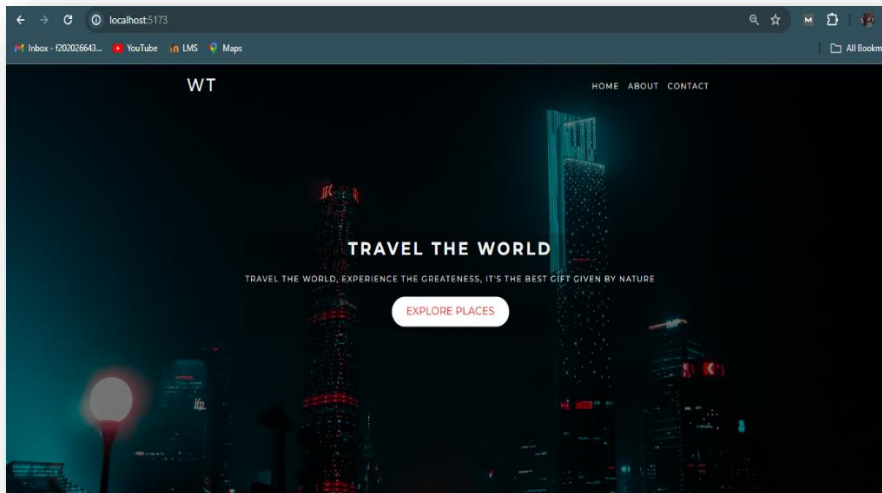 localhost:5173
M
Inbox - f202026643...
YouTube
in LMS
Maps
All Bookm
WT
HOME ABOUT CONTACT
TRAVEL THE WORLD
TRAVEL THE WORLD, EXPERIENCE THE GREATENESS, IT'S THE BEST GIFT GIVEN BY NATURE
EXPLORE PLACES